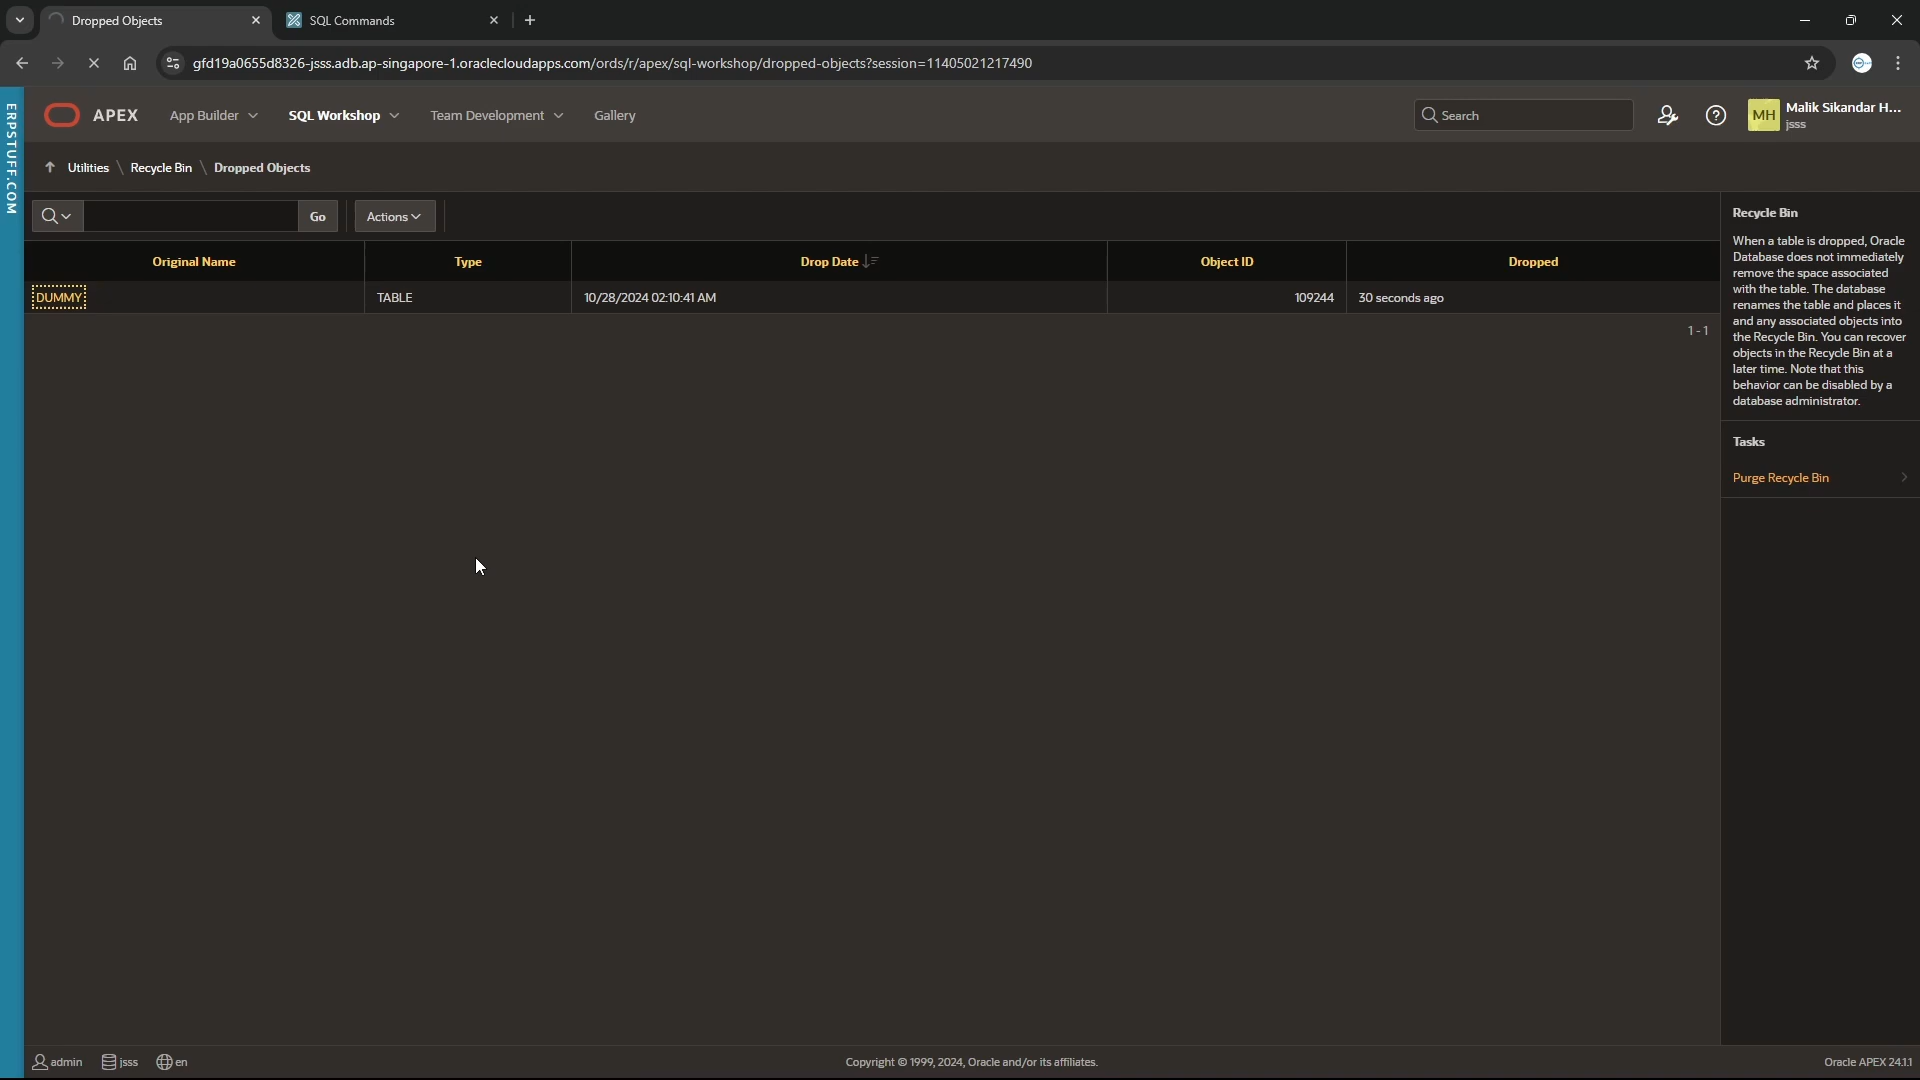 Dropped Objects
SQL Commands
gfd19a0655d8326-jsss.adb.ap-singapore-1.oraclecloudapps.com/ords/r/apex/sql-workshop/dropped-objects?session=11405021217490
ERPSTUFF.COM
APEX
App Builder
SQL Workshop
Team Development
Gallery
Search
MH
Malik Sikandar H...
jsss
Utilities \ Recycle Bin \ Dropped Objects
Go
Actions
Original Name
Type
Drop Date
Object ID
Dropped
DUMMY
TABLE
10/28/2024 02:10:41 AM
109244
30 seconds ago
1 - 1
Recycle Bin
When a table is dropped, Oracle
Database does not immediately
remove the space associated
with the table. The database
renames the table and places it
and any associated objects into
the Recycle Bin. You can recover
objects in the Recycle Bin at a
later time. Note that this
behavior can be disabled by a
database administrator.
Tasks
Purge Recycle Bin
admin
jsss
en
Copyright © 1999, 2024, Oracle and/or its affiliates.
Oracle APEX 24.1.1